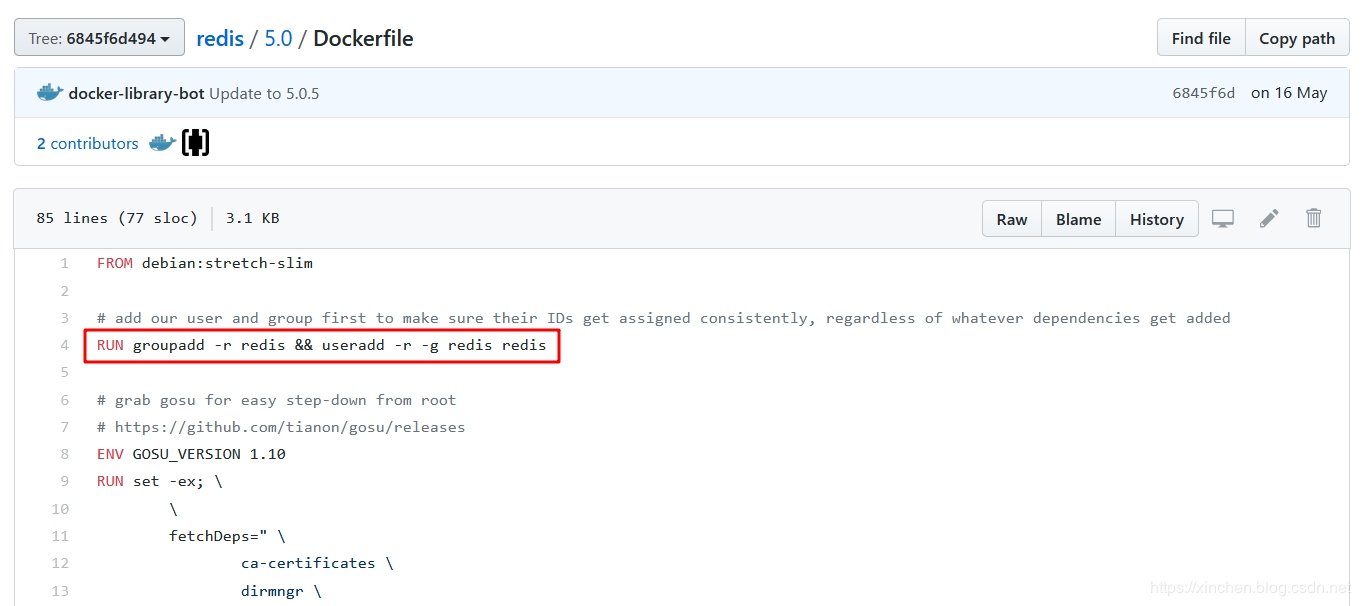 Tree: 6845f6d494 redis / 5.0 / Dockerfile Find file Copy path
docker-library-bot Update to 5.0.5 6845f6d on 16 May
2 contributors
85 lines (77 sloc) 3.1 KB Raw Blame History
1 FROM debian:stretch-slim
2
3 # add our user and group first to make sure their IDs get assigned consistently, regardless of whatever dependencies get added
4 RUN groupadd -r redis && useradd -r -g redis redis
5
6 # grab gosu for easy step-down from root
7 # https://github.com/tianon/gosu/releases
8 ENV GOSU_VERSION 1.10
9 RUN set -ex; \
10 \
11 fetchDeps=" \
12 ca-certificates \
13 dirmngr \
https://xinchen.blog.csdn.net